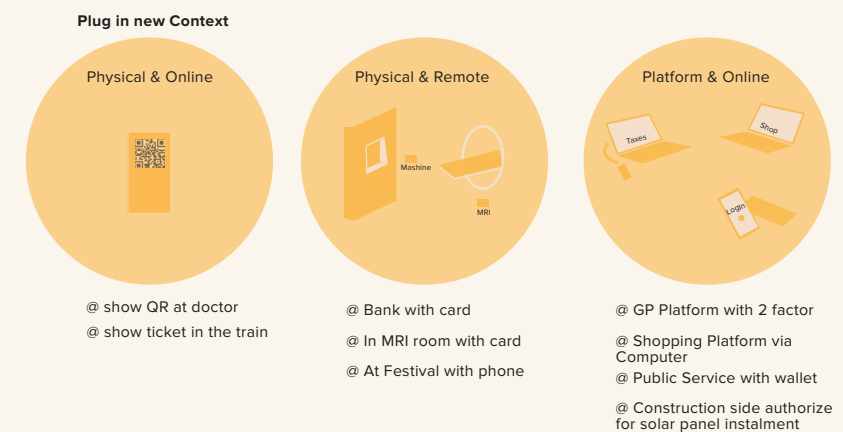 Plug in new Context
Physical & Online
@ show QR at doctor
@ show ticket in the train
Physical & Remote
Mashine
MRI
@ Bank with card
@ In MRI room with card
@ At Festival with phone
Platform & Online
Taxes
Shop
LogIn
@ GP Platform with 2 factor
@ Shopping Platform via
Computer
@ Public Service with wallet
@ Construction side authorize
for solar panel instalment